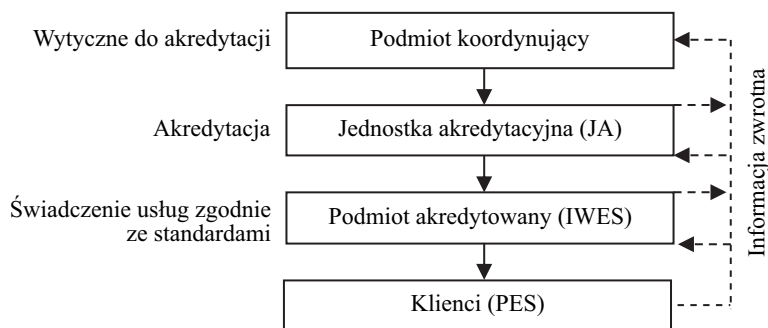 Wytyczne do akredytacji
Podmiot koordynujący
Akredytacja
Jednostka akredytacyjna (JA)
Świadczenie usług zgodnie
ze standardami
Podmiot akredytowany (IWES)
Klienci (PES)
Informacja zwrotna